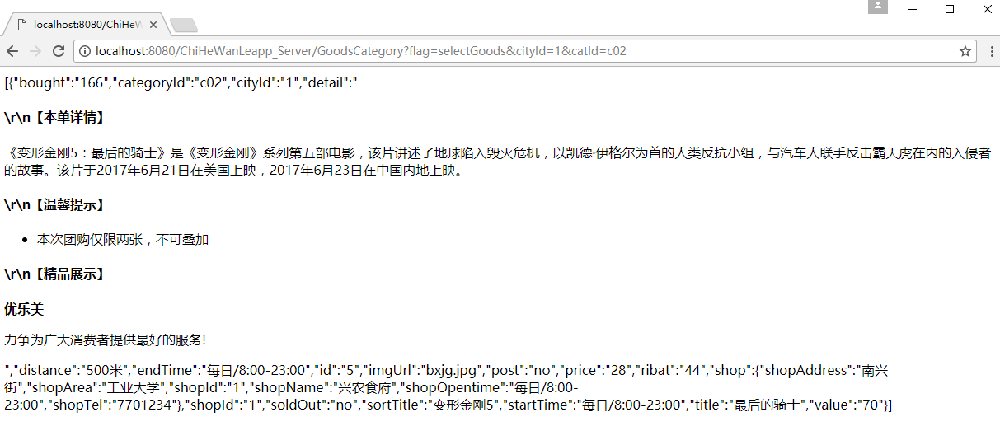 localhost:8080/ChiHeW
localhost:8080/ChiHeWanLeapp_Server/GoodsCategory?flag=selectGoods&cityId=1&catId=c02
[{"bought":"166","categoryId":"c02","cityId":"1","detail":"
\r\n【本单详情】
《变形金刚5：最后的骑士》是《变形金刚》系列第五部电影，该片讲述了地球陷入毁灭危机，以凯德·伊格尔为首的人类反抗小组，与汽车人联手反击霸天虎在内的入侵者
的故事。该片于2017年6月21日在美国上映，2017年6月23日在中国内地上映。
\r\n【温馨提示】
• 本次团购仅限两张，不可叠加
\r\n【精品展示】
优乐美
力争为广大消费者提供最好的服务!
","distance":"500米","endTime":"每日/8:00-23:00","id":"5","imgUrl":"bxjg.jpg","post":"no","price":"28","ribat":"44","shop":{"shopAddress":"南兴
街","shopArea":"工业大学","shopId":"1","shopName":"兴农食府","shopOpentime":"每日/8:00-
23:00","shopTel":"7701234"},"shopId":"1","soldOut":"no","sortTitle":"变形金刚5","startTime":"每日/8:00-23:00","title":"最后的骑士","value":"70"}]